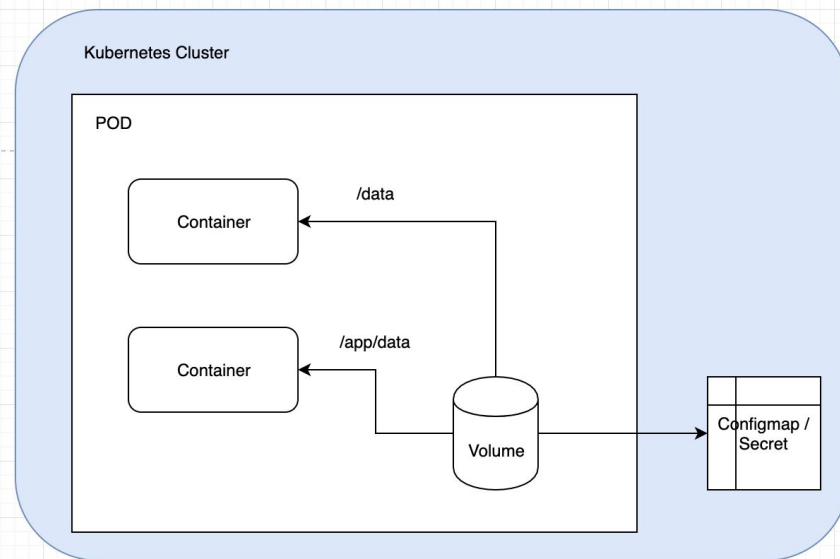 Kubernetes Cluster
POD
/data
Container
/app/data
Container
Volume
Configmap /
Secret